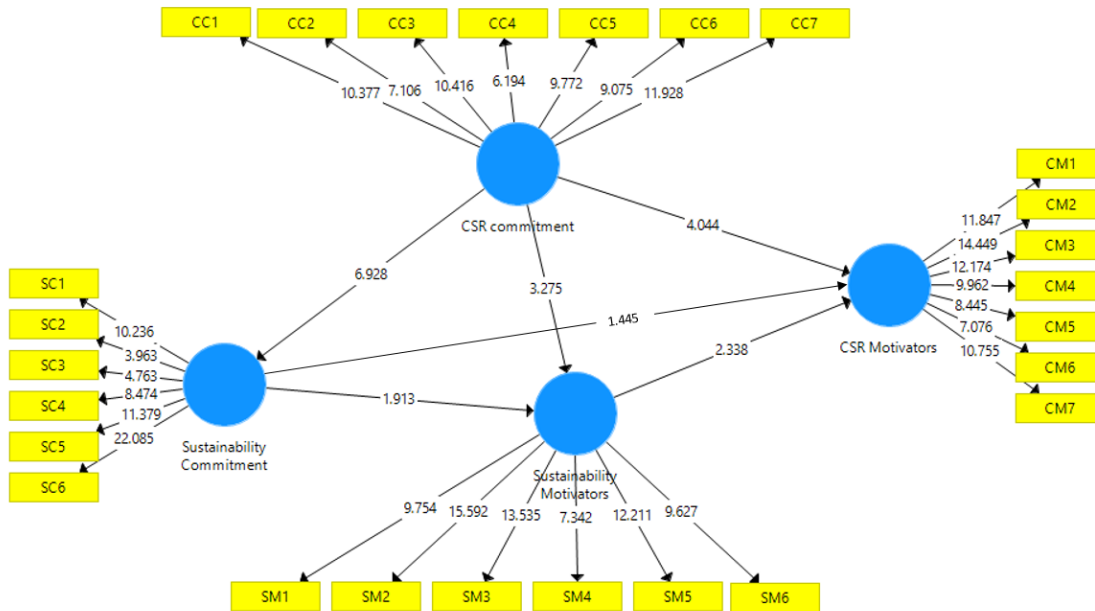 CC1 CC2 CC3 CC4 CC5 CC6 CC7
10.377 7.106 10.416 6.194 9.772 9.075 11.928
CSR commitment
CM1
CM2
CM3
CM4
CM5
CM6
CM7
11.847
14.449
12.174
9.962
8.445
7.076
10.755
CSR Motivators
4.044
6.928
3.275
1.445
2.338
1.913
SC1
SC2
SC3
SC4
SC5
SC6
10.236
3.963
4.763
8.474
11.379
22.085
Sustainability
Commitment
Sustainability
Motivators
9.754 15.592 13.535 7.342 12.211 9.627
SM1 SM2 SM3 SM4 SM5 SM6